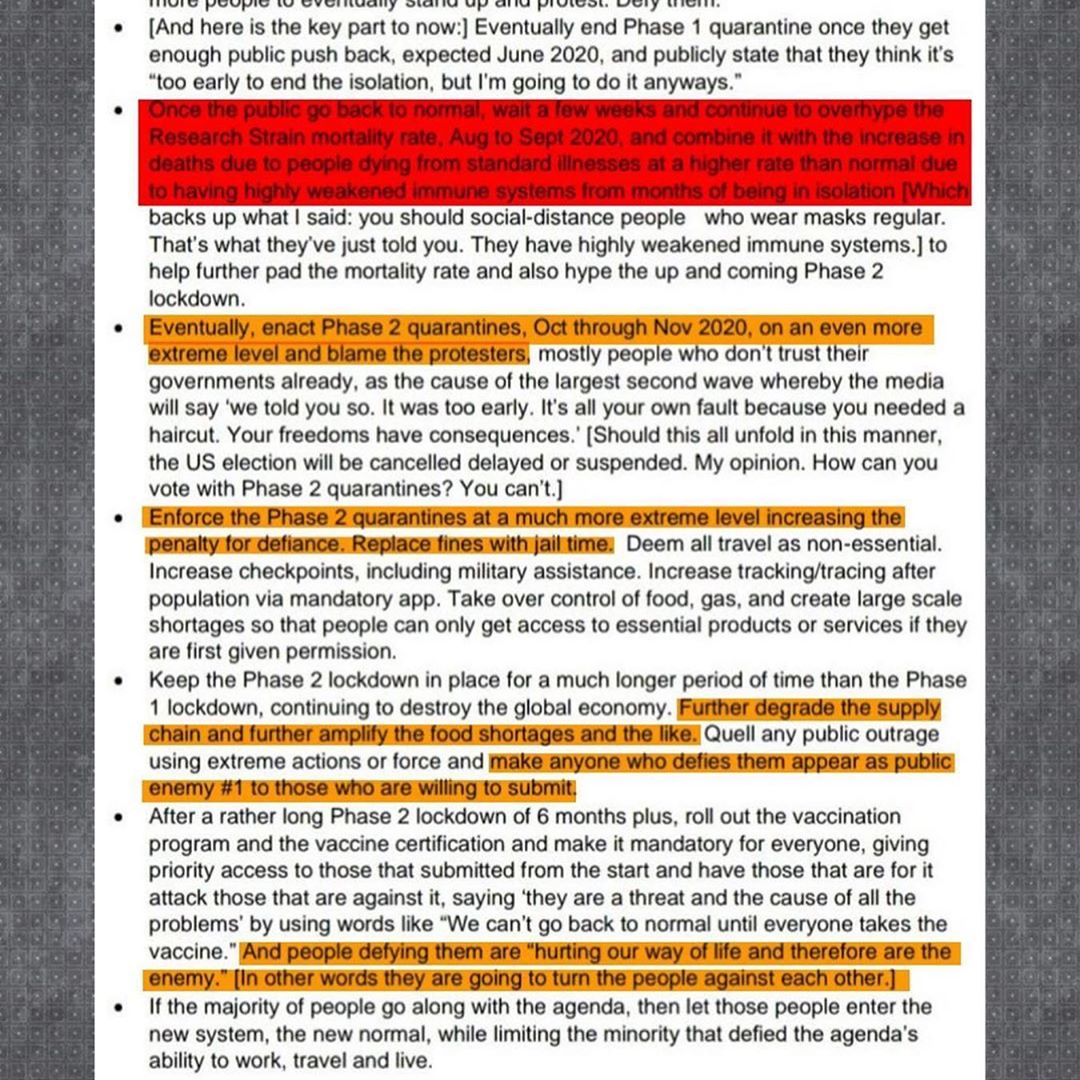 more people to eventually stand up and protest. Defy them.
[And here is the key part to now:] Eventually end Phase 1 quarantine once they get
enough public push back, expected June 2020, and publicly state that they think it's
"too early to end the isolation, but I'm going to do it anyways."
Once the public go back to normal, wait a few weeks and continue to overhype the
Research Strain mortality rate, Aug to Sept 2020, and combine it with the increase in
deaths due to people dying from standard illnesses at a higher rate than normal due
to having highly weakened immune systems from months of being in isolation [Which
backs up what I said: you should social-distance people who wear masks regular.
That's what they've just told you. They have highly weakened immune systems.] to
help further pad the mortality rate and also hype the up and coming Phase 2
lockdown.
Eventually, enact Phase 2 quarantines, Oct through Nov 2020, on an even more
extreme level and blame the protesters, mostly people who don't trust their
governments already, as the cause of the largest second wave whereby the media
will say 'we told you so. It was too early. It's all your own fault because you needed a
haircut. Your freedoms have consequences.' [Should this all unfold in this manner,
the US election will be cancelled delayed or suspended. My opinion. How can you
vote with Phase 2 quarantines? You can't.]
Enforce the Phase 2 quarantines at a much more extreme level increasing the
penalty for defiance. Replace fines with jail time. Deem all travel as non-essential.
Increase checkpoints, including military assistance. Increase tracking/tracing after
population via mandatory app. Take over control of food, gas, and create large scale
shortages so that people can only get access to essential products or services if they
are first given permission.
Keep the Phase 2 lockdown in place for a much longer period of time than the Phase
1 lockdown, continuing to destroy the global economy. Further degrade the supply
chain and further amplify the food shortages and the like. Quell any public outrage
using extreme actions or force and make anyone who defies them appear as public
enemy #1 to those who are willing to submit.
After a rather long Phase 2 lockdown of 6 months plus, roll out the vaccination
program and the vaccine certification and make it mandatory for everyone, giving
priority access to those that submitted from the start and have those that are for it
attack those that are against it, saying 'they are a threat and the cause of all the
problems' by using words like "We can't go back to normal until everyone takes the
vaccine." And people defying them are "hurting our way of life and therefore are the
enemy." [In other words they are going to turn the people against each other.]
If the majority of people go along with the agenda, then let those people enter the
new system, the new normal, while limiting the minority that defied the agenda's
ability to work, travel and live.